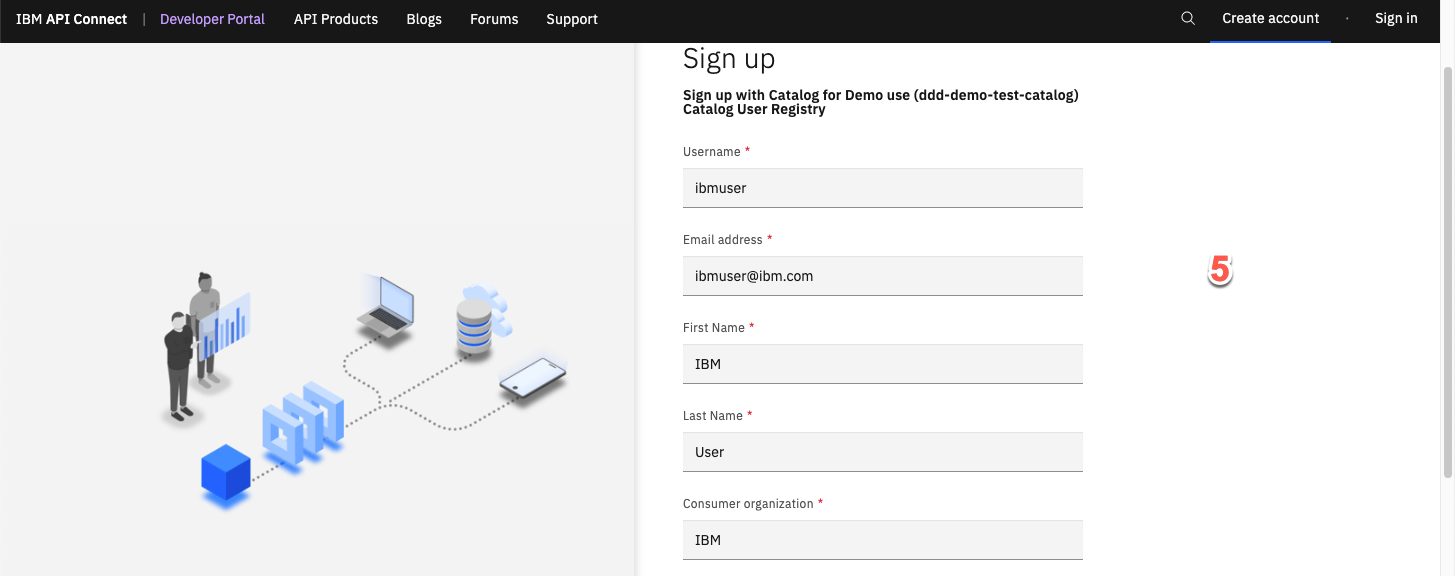 IBM API Connect | Developer Portal API Products Blogs Forums Support Create account · Sign in
Sign up
Sign up with Catalog for Demo use (ddd-demo-test-catalog)
Catalog User Registry
Username *
ibmuser
Email address *
ibmuser@ibm.com
5
First Name *
IBM
Last Name *
User
Consumer organization *
IBM